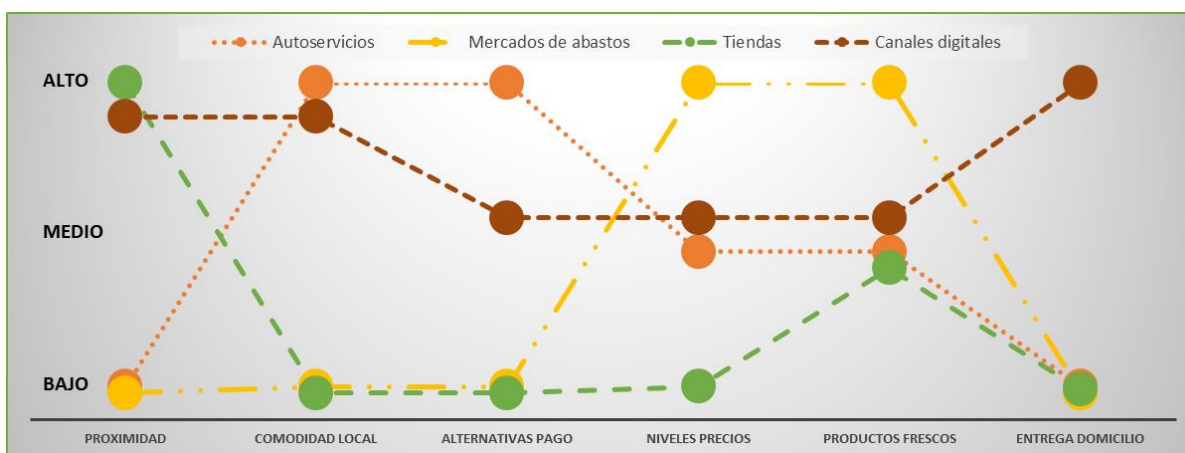 Autoservicios Mercados de abastos Tiendas Canales digitales
ALTO
MEDIO
BAJO
PROXIMIDAD COMODIDAD LOCAL ALTERNATIVAS PAGO NIVELES PRECIOS PRODUCTOS FRESCOS ENTREGA DOMICILIO